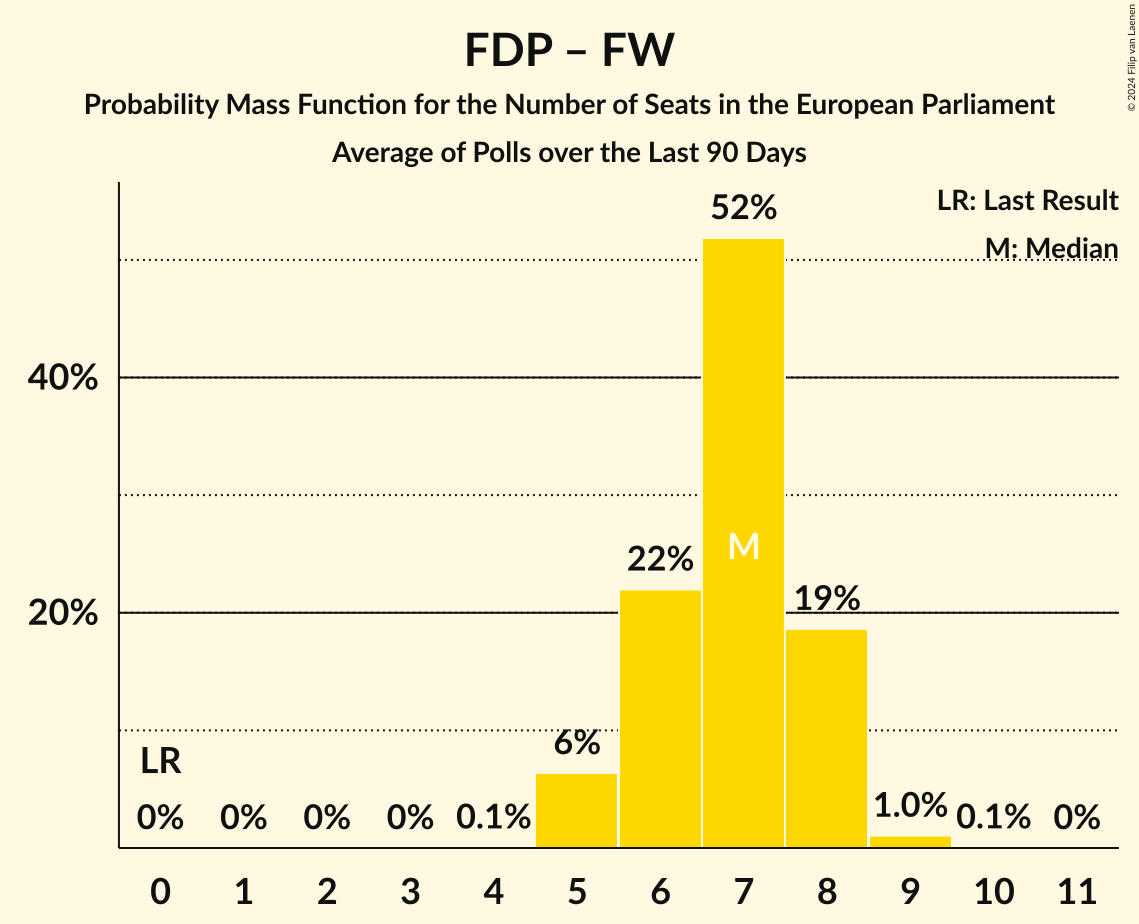 FDP – FW
Probability Mass Function for the Number of Seats in the European Parliament
Average of Polls over the Last 90 Days
© 2024 Filip van Laenen
LR: Last Result
M: Median
52%
40%
22%
M
20%
19%
6%
LR
0% 0% 0% 0% 0.1% 1.0% 0.1% 0%
0 1 2 3 4 5 6 7 8 9 10 11